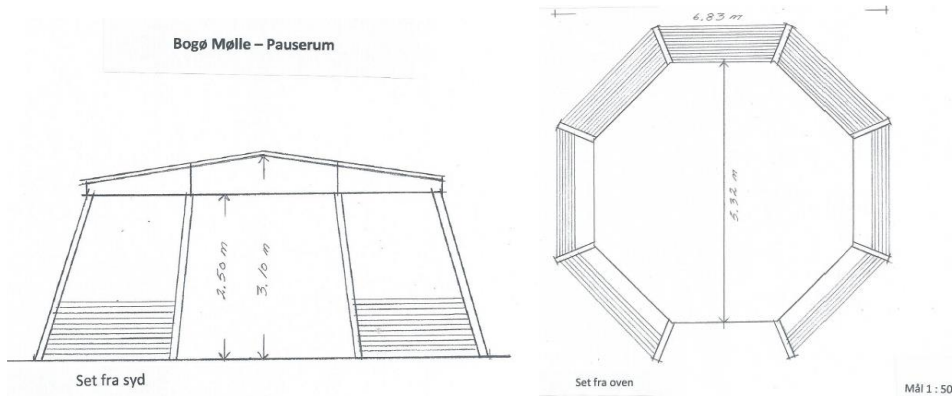 Bogø Mølle – Pauserum
2.50 m
3.10 m
Set fra syd
6.83 m
5.32 m
Set fra oven
Mål 1 : 50